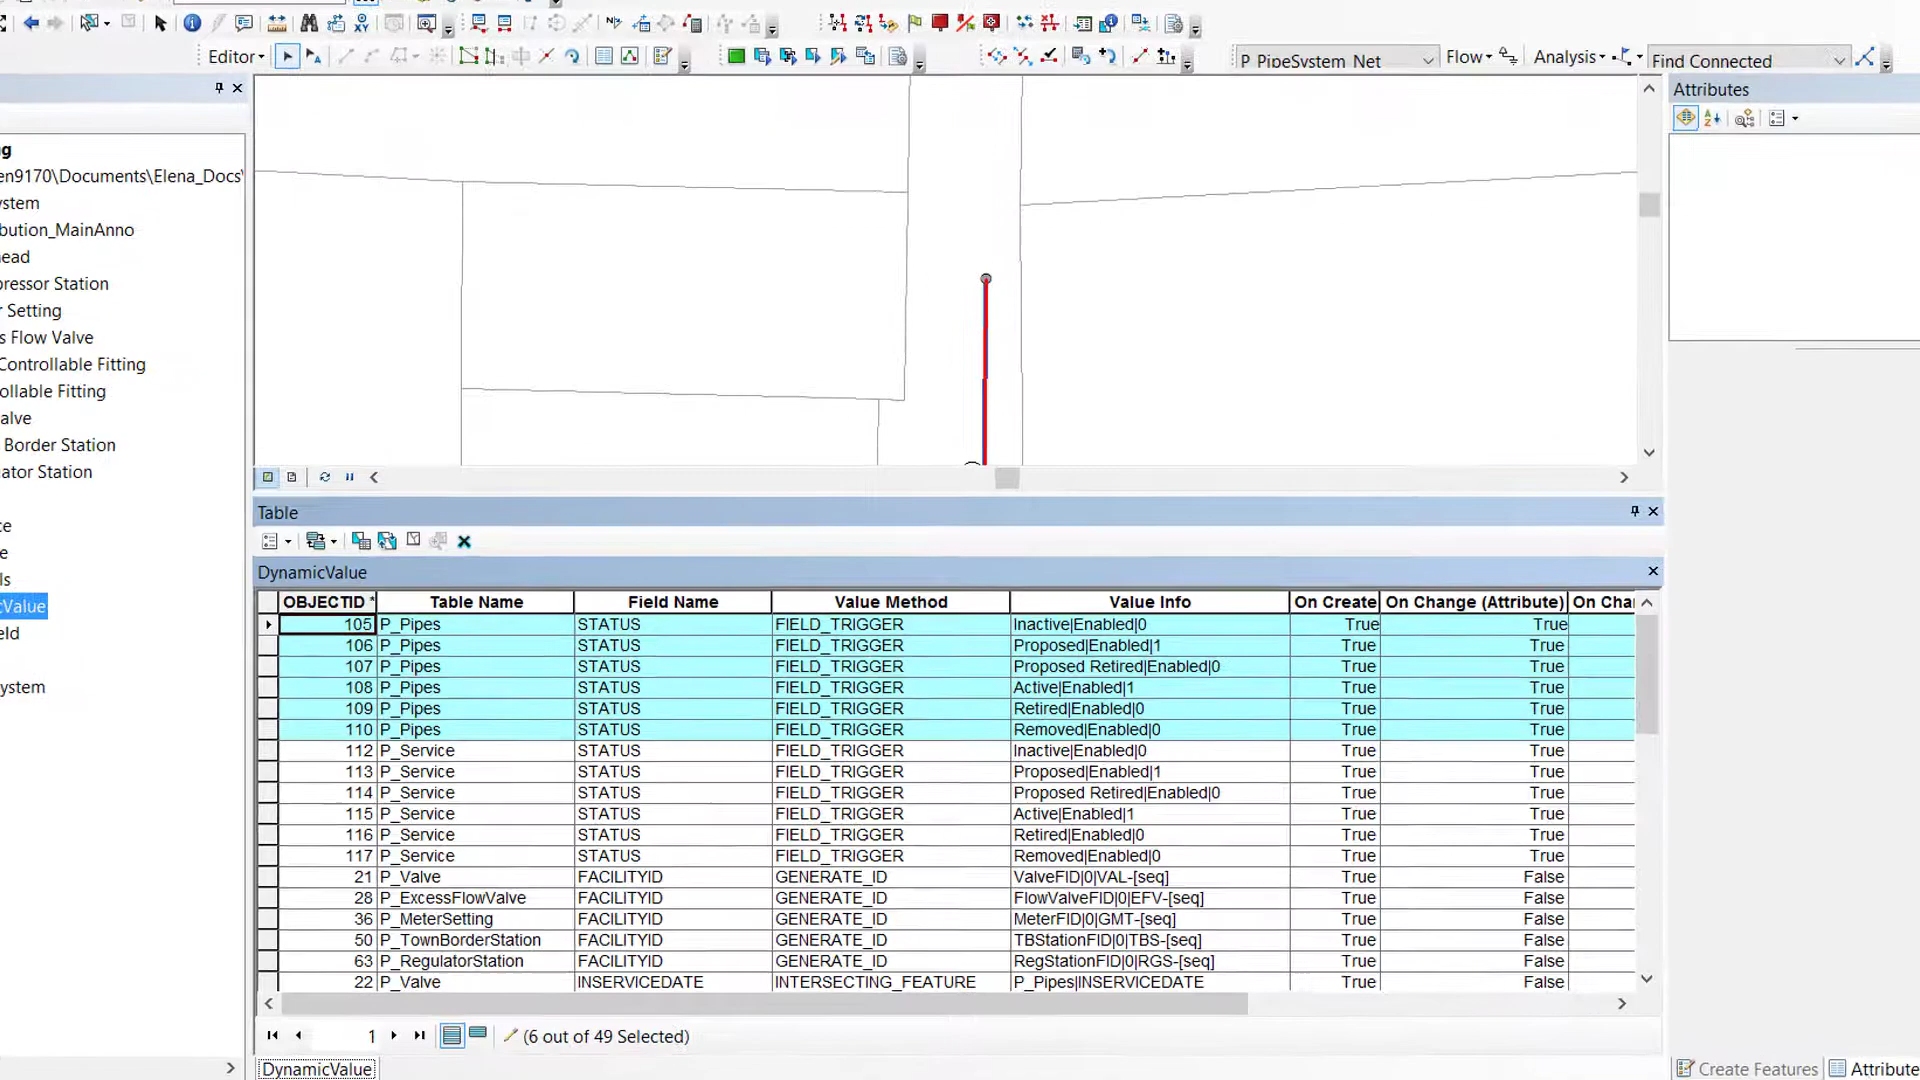 Editor
P_PipeSystem_Net
Flow
Analysis
Find Connected
Attributes
g
en9170\Documents\Elena_Docs\
ystem
bution_MainAnno
ead
pressor Station
r Setting
s Flow Valve
Controllable Fitting
ollable Fitting
alve
Border Station
ator Station
ce
e
ls
cValue
eld
ystem
Table
DynamicValue
OBJECTID * Table Name Field Name Value Method Value Info On Create On Change (Attribute) On Cha
105 P_Pipes STATUS FIELD_TRIGGER Inactive|Enabled|0 True True
106 P_Pipes STATUS FIELD_TRIGGER Proposed|Enabled|1 True True
107 P_Pipes STATUS FIELD_TRIGGER Proposed Retired|Enabled|0 True True
108 P_Pipes STATUS FIELD_TRIGGER Active|Enabled|1 True True
109 P_Pipes STATUS FIELD_TRIGGER Retired|Enabled|0 True True
110 P_Pipes STATUS FIELD_TRIGGER Removed|Enabled|0 True True
112 P_Service STATUS FIELD_TRIGGER Inactive|Enabled|0 True True
113 P_Service STATUS FIELD_TRIGGER Proposed|Enabled|1 True True
114 P_Service STATUS FIELD_TRIGGER Proposed Retired|Enabled|0 True True
115 P_Service STATUS FIELD_TRIGGER Active|Enabled|1 True True
116 P_Service STATUS FIELD_TRIGGER Retired|Enabled|0 True True
117 P_Service STATUS FIELD_TRIGGER Removed|Enabled|0 True True
21 P_Valve FACILITYID GENERATE_ID ValveFID|0|VAL-[seq] True False
28 P_ExcessFlowValve FACILITYID GENERATE_ID FlowValveFID|0|EFV-[seq] True False
36 P_MeterSetting FACILITYID GENERATE_ID MeterFID|0|GMT-[seq] True False
50 P_TownBorderStation FACILITYID GENERATE_ID TBStationFID|0|TBS-[seq] True False
63 P_RegulatorStation FACILITYID GENERATE_ID RegStationFID|0|RGS-[seq] True False
22 P_Valve INSERVICEDATE INTERSECTING_FEATURE P_Pipes|INSERVICEDATE True False
1 (6 out of 49 Selected)
DynamicValue
Create Features Attribute